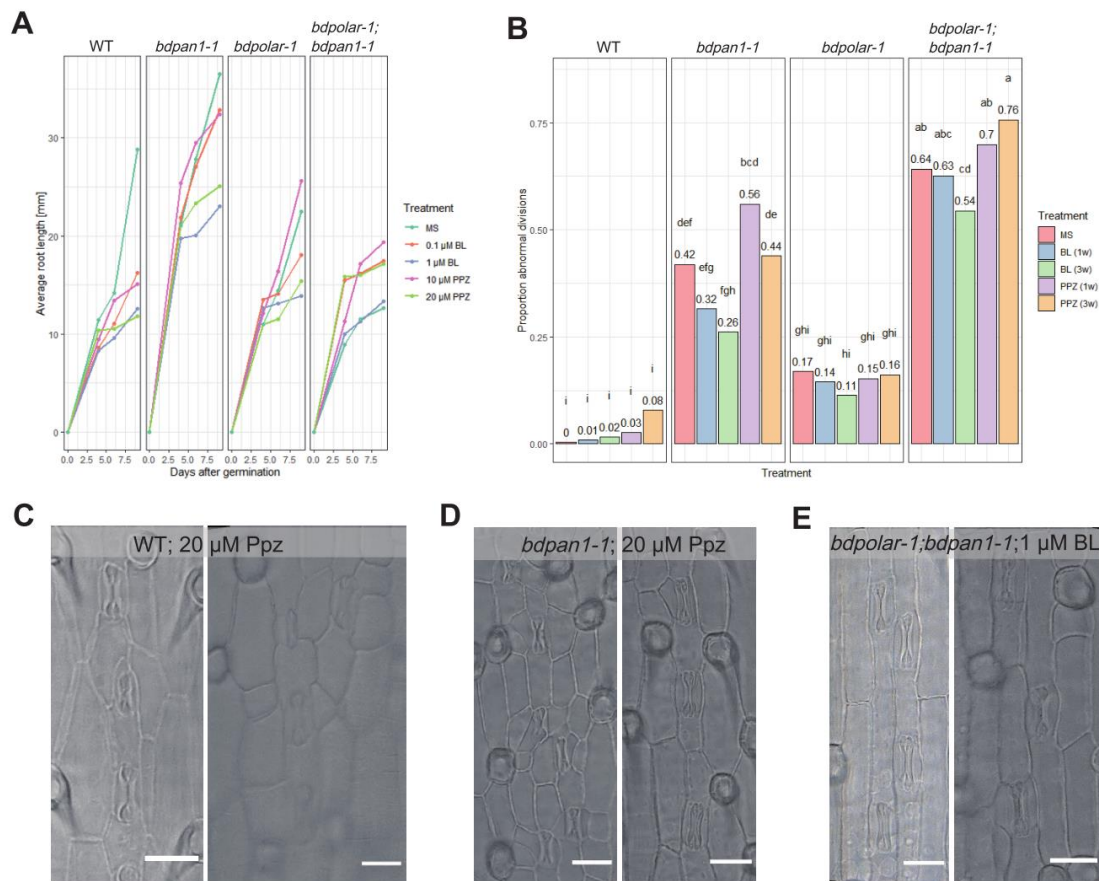 A
WT
bdpan1-1
bdpolar-1
bdpolar-1;
bdpan1-1
Average root length [mm]
30
20
10
0
0.0 2.5 5.0 7.5 0.0 2.5 5.0 7.5 0.0 2.5 5.0 7.5 0.0 2.5 5.0 7.5
Days after germination
Treatment
MS
0.1 µM BL
1 µM BL
10 µM PPZ
20 µM PPZ
B
WT
bdpan1-1
bdpolar-1
bdpolar-1;
bdpan1-1
Proportion abnormal divisions
0.75
0.50
0.25
0.00
i i i i i
0 0.01 0.02 0.03 0.08
def efg fgh bcd de
0.42 0.32 0.26 0.56 0.44
ghi ghi hi ghi ghi
0.17 0.14 0.11 0.15 0.16
ab abc cd ab a
0.64 0.63 0.54 0.7 0.76
Treatment
Treatment
MS
BL (1w)
BL (3w)
PPZ (1w)
PPZ (3w)
C
WT; 20 µM Ppz
D
bdpan1-1; 20 µM Ppz
E
bdpolar-1;bdpan1-1;1 µM BL